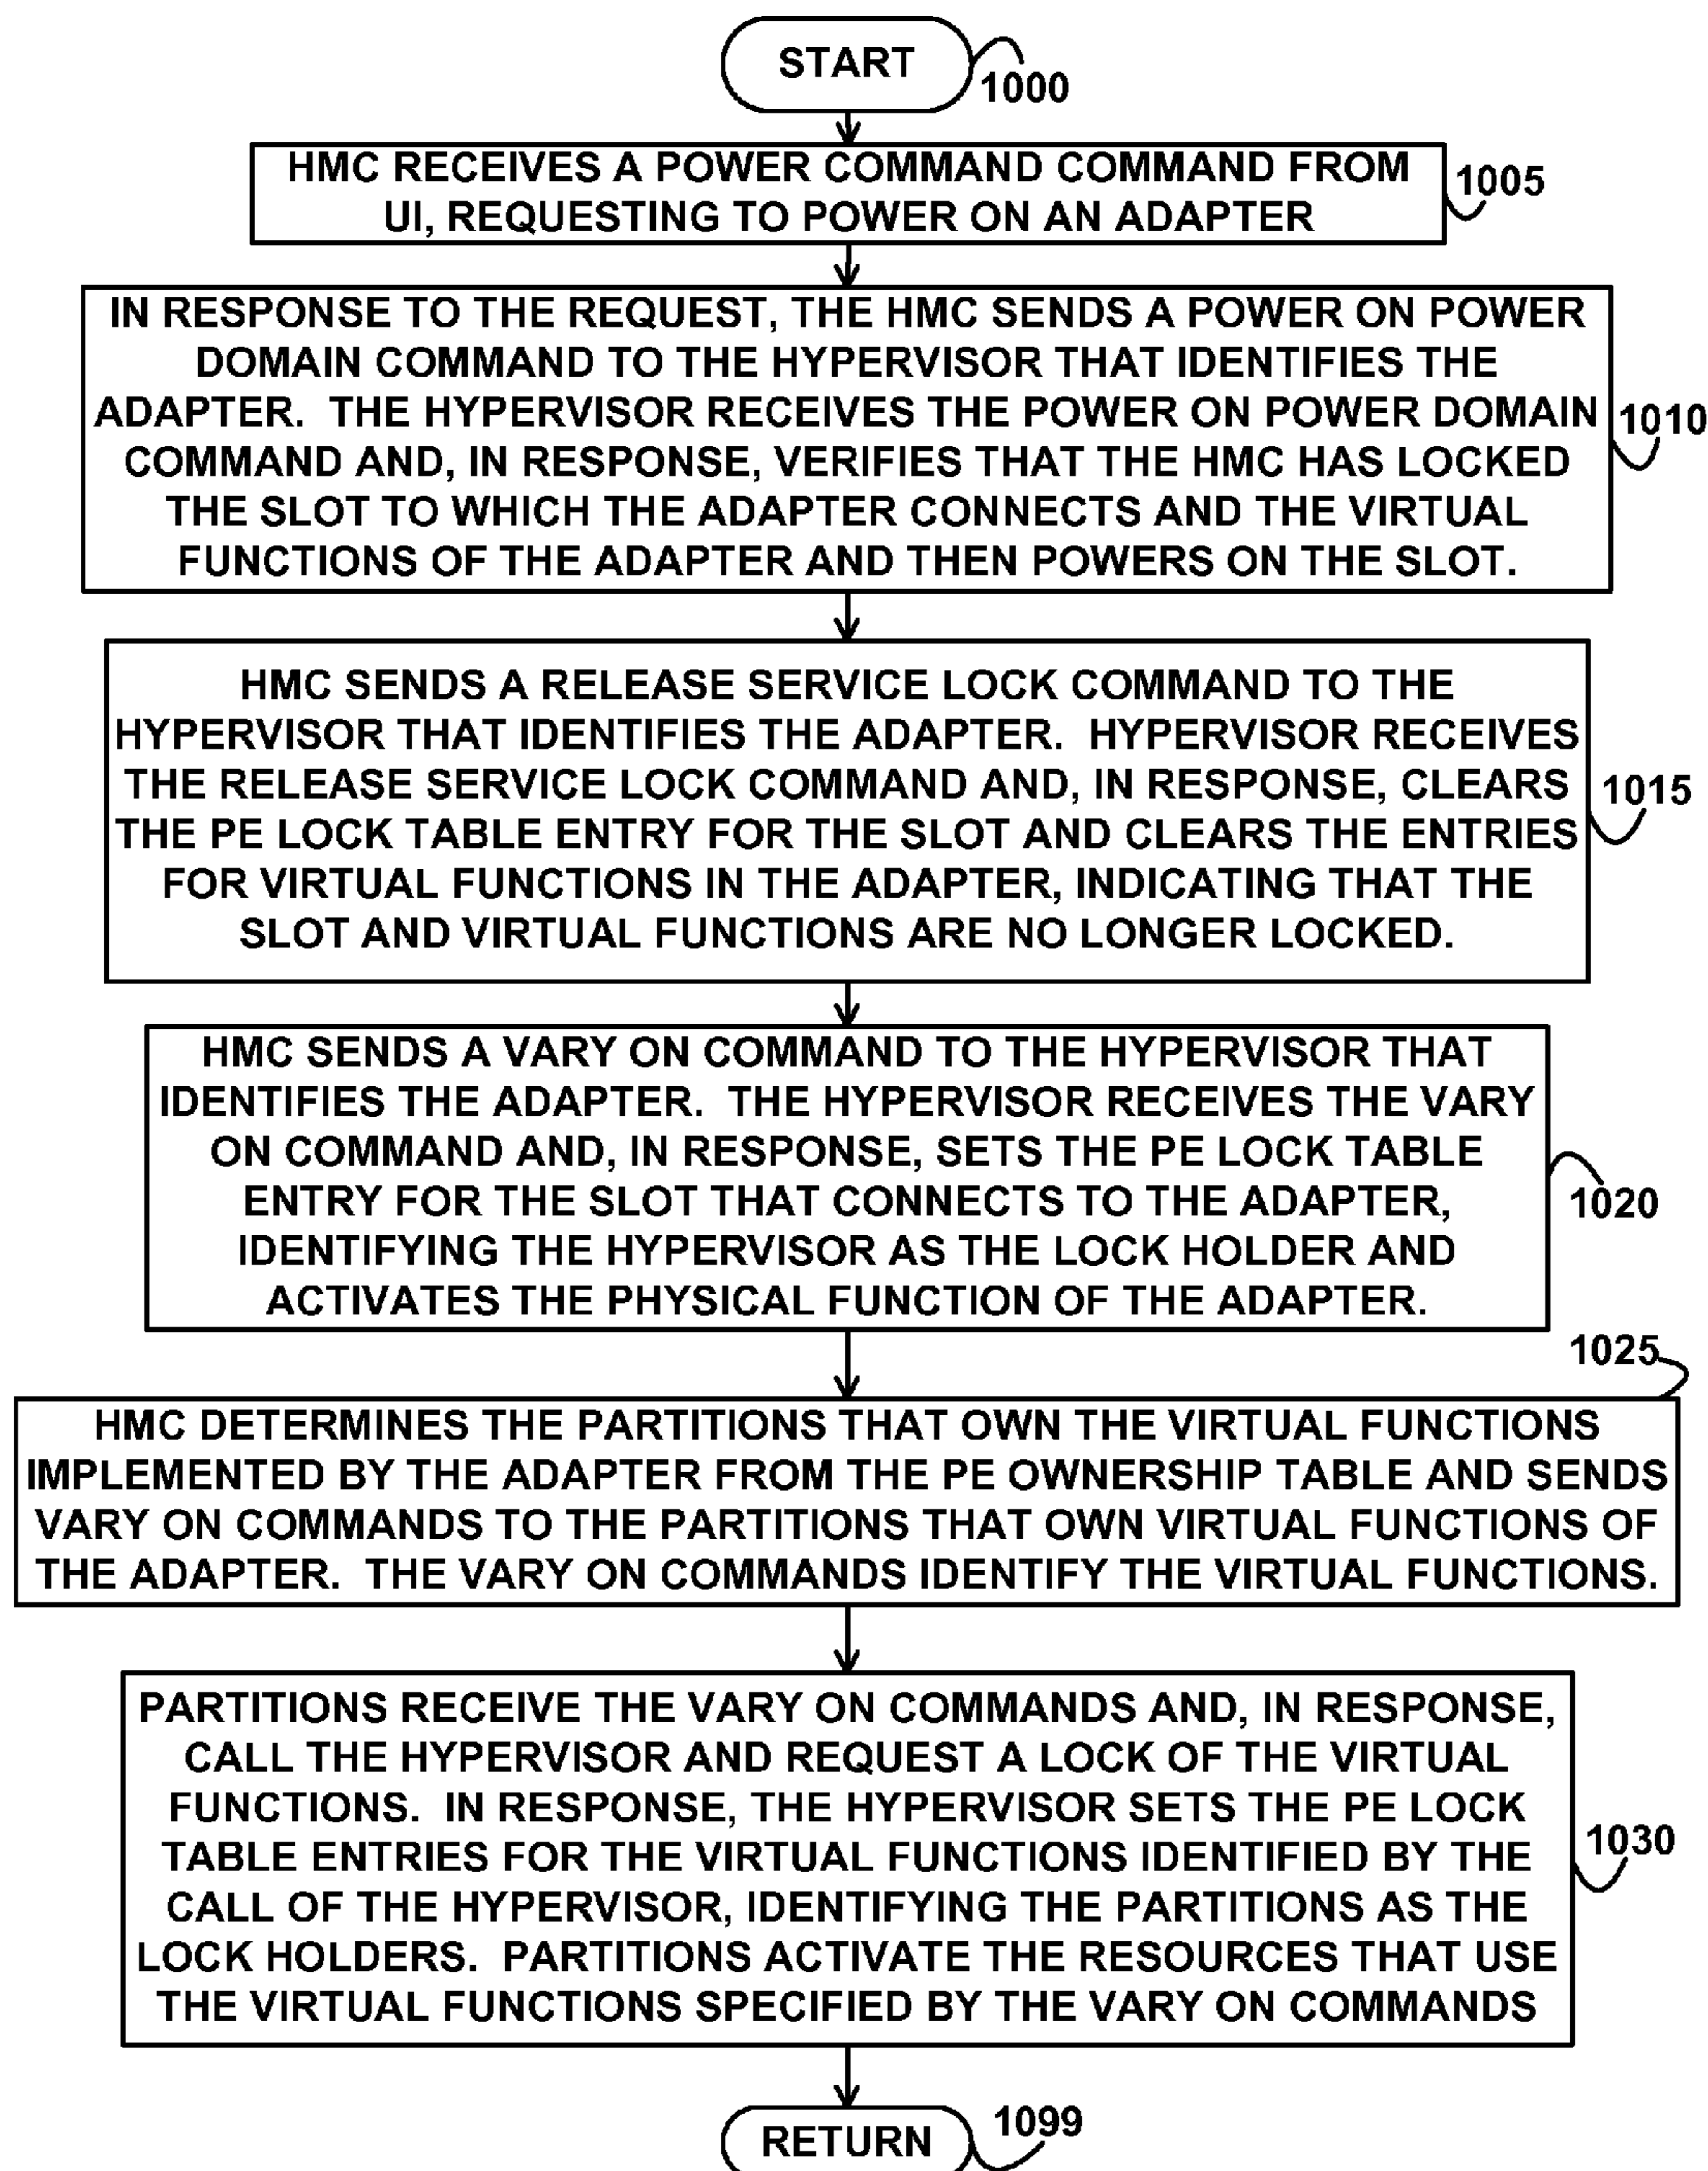 START
1000
HMC RECEIVES A POWER COMMAND COMMAND FROM
UI, REQUESTING TO POWER ON AN ADAPTER
1005
IN RESPONSE TO THE REQUEST, THE HMC SENDS A POWER ON POWER
DOMAIN COMMAND TO THE HYPERVISOR THAT IDENTIFIES THE
ADAPTER. THE HYPERVISOR RECEIVES THE POWER ON POWER DOMAIN
COMMAND AND, IN RESPONSE, VERIFIES THAT THE HMC HAS LOCKED
THE SLOT TO WHICH THE ADAPTER CONNECTS AND THE VIRTUAL
FUNCTIONS OF THE ADAPTER AND THEN POWERS ON THE SLOT.
1010
HMC SENDS A RELEASE SERVICE LOCK COMMAND TO THE
HYPERVISOR THAT IDENTIFIES THE ADAPTER. HYPERVISOR RECEIVES
THE RELEASE SERVICE LOCK COMMAND AND, IN RESPONSE, CLEARS
THE PE LOCK TABLE ENTRY FOR THE SLOT AND CLEARS THE ENTRIES
FOR VIRTUAL FUNCTIONS IN THE ADAPTER, INDICATING THAT THE
SLOT AND VIRTUAL FUNCTIONS ARE NO LONGER LOCKED.
1015
HMC SENDS A VARY ON COMMAND TO THE HYPERVISOR THAT
IDENTIFIES THE ADAPTER. THE HYPERVISOR RECEIVES THE VARY
ON COMMAND AND, IN RESPONSE, SETS THE PE LOCK TABLE
ENTRY FOR THE SLOT THAT CONNECTS TO THE ADAPTER,
IDENTIFYING THE HYPERVISOR AS THE LOCK HOLDER AND
ACTIVATES THE PHYSICAL FUNCTION OF THE ADAPTER.
1020
1025
HMC DETERMINES THE PARTITIONS THAT OWN THE VIRTUAL FUNCTIONS
IMPLEMENTED BY THE ADAPTER FROM THE PE OWNERSHIP TABLE AND SENDS
VARY ON COMMANDS TO THE PARTITIONS THAT OWN VIRTUAL FUNCTIONS OF
THE ADAPTER. THE VARY ON COMMANDS IDENTIFY THE VIRTUAL FUNCTIONS.
PARTITIONS RECEIVE THE VARY ON COMMANDS AND, IN RESPONSE,
CALL THE HYPERVISOR AND REQUEST A LOCK OF THE VIRTUAL
FUNCTIONS. IN RESPONSE, THE HYPERVISOR SETS THE PE LOCK
TABLE ENTRIES FOR THE VIRTUAL FUNCTIONS IDENTIFIED BY THE
CALL OF THE HYPERVISOR, IDENTIFYING THE PARTITIONS AS THE
LOCK HOLDERS. PARTITIONS ACTIVATE THE RESOURCES THAT USE
THE VIRTUAL FUNCTIONS SPECIFIED BY THE VARY ON COMMANDS
1030
RETURN
1099